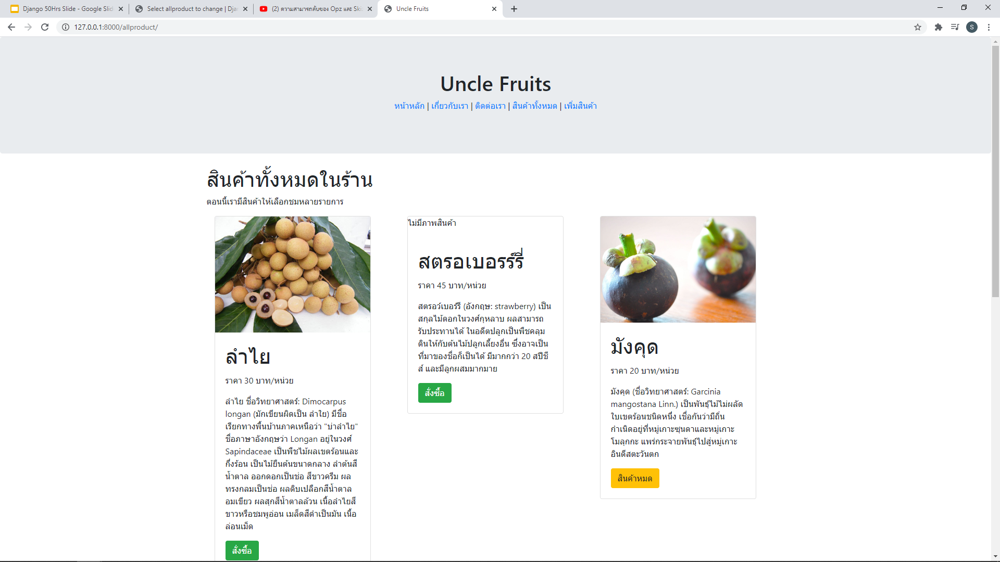 Django 50Hrs Slide - Google Slid
Select allproduct to change | Djan
(2) ความสามารถลับของ Opz และ Ski
Uncle Fruits
127.0.0.1:8000/allproduct/
S
Uncle Fruits
หน้าหลัก | เกี่ยวกับเรา | ติดต่อเรา | สินค้าทั้งหมด | เพิ่มสินค้า
สินค้าทั้งหมดในร้าน
ตอนนี้เรามีสินค้าให้เลือกชมหลายรายการ
ลำไย
ราคา 30 บาท/หน่วย
ลำไย ชื่อวิทยาศาสตร์: Dimocarpus
longan (มักเขียนผิดเป็น ลำใย) มีชื่อ
เรียกทางพื้นบ้านภาคเหนือว่า "บ่าลำไย"
ชื่อภาษาอังกฤษว่า Longan อยู่ในวงศ์
Sapindaceae เป็นพืชไม้ผลเขตร้อนและ
กึ่งร้อน เป็นไม้ยืนต้นขนาดกลาง ลำต้นสี
น้ำตาล ออกดอกเป็นช่อ สีขาวครีม ผล
ทรงกลมเป็นช่อ ผลดิบเปลือกสีน้ำตาล
อมเขียว ผลสุกสีน้ำตาลล้วน เนื้อลำไยสี
ขาวหรือชมพูอ่อน เมล็ดสีดำเป็นมัน เนื้อ
ล่อนเม็ด
สั่งซื้อ
ไม่มีภาพสินค้า
สตรอเบอรร์รี่
ราคา 45 บาท/หน่วย
สตรอว์เบอร์รี (อังกฤษ: strawberry) เป็น
สกุลไม้ดอกในวงศ์กุหลาบ ผลสามารถ
รับประทานได้ ในอดีตปลูกเป็นพืชคลุม
ดินให้กับต้นไม้ปลูกเลี้ยงอื่น ซึ่งอาจเป็น
ที่มาของชื่อก็เป็นได้ มีมากกว่า 20 สปีชี
ส์ และมีลูกผสมมากมาย
สั่งซื้อ
มังคุด
ราคา 20 บาท/หน่วย
มังคุด (ชื่อวิทยาศาสตร์: Garcinia
mangostana Linn.) เป็นพันธุ์ไม้ไม่ผลัด
ใบเขตร้อนชนิดหนึ่ง เชื่อกันว่ามีถิ่น
กำเนิดอยู่ที่หมู่เกาะซุนดาและหมู่เกาะ
โมลุกกะ แพร่กระจายพันธุ์ไปสู่หมู่เกาะ
อินดีสตะวันตก
สินค้าหมด